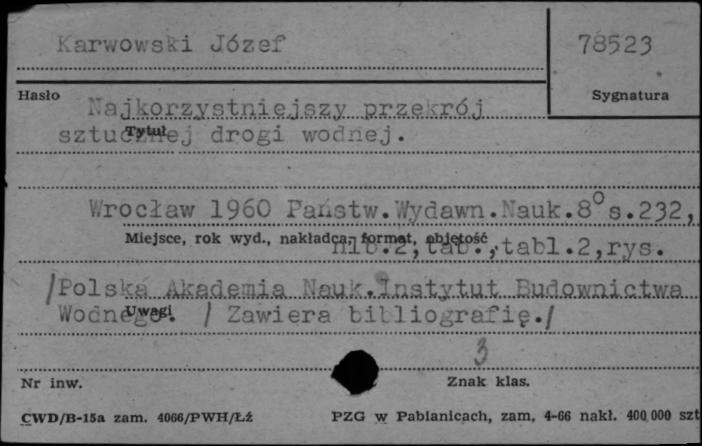 Karwowski Józef
78523
Hasło
Sygnatura
Najkorzystniejszy przekrój
Tytuł
sztucznej drogi wodnej.
Wrocław 1960 Państw.Wydawn.Nauk.8° s.232,
Miejsce, rok wyd., nakładca, format, objętość
nlb.2, tab., tabl.2, rys.
/Polska Akademia Nauk.Instytut Budownictwa
Uwagi
Wodnego. / Zawiera bibliografię./
3
Nr inw.
Znak klas.
CWD/B-15a zam. 4066/PWH/Łź
PZG w Pabianicach, zam. 4-66 nakł. 400 000 szt